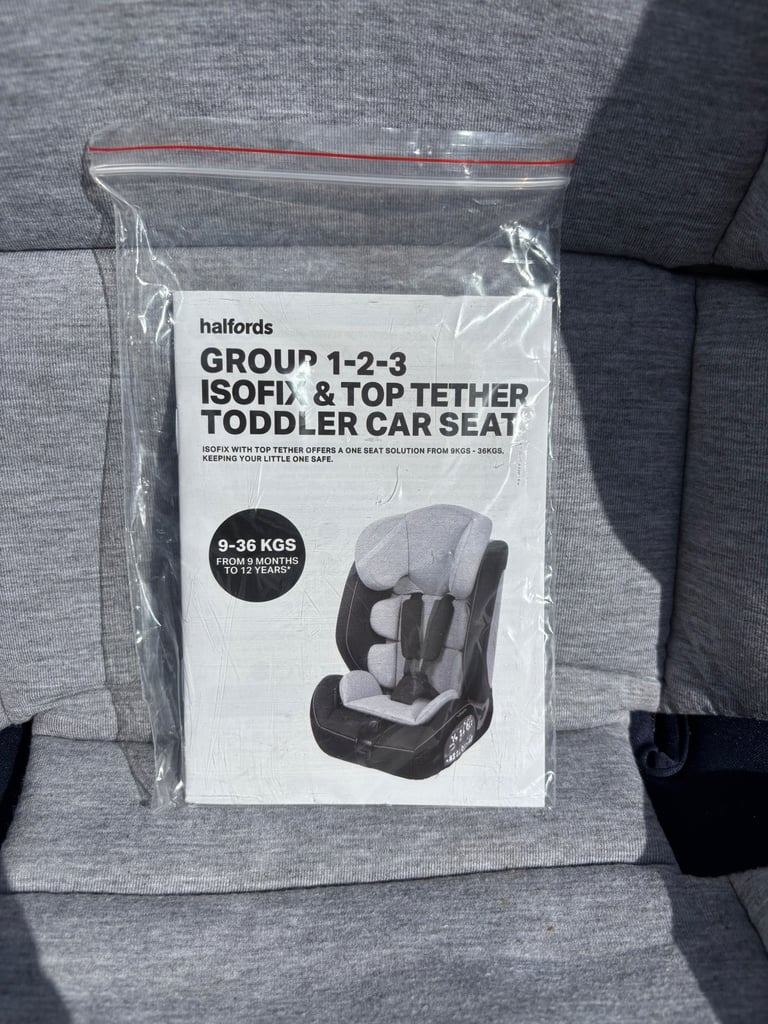 halfords
GROUP 1-2-3
ISOFIX & TOP TETHER
TODDLER CAR SEAT
ISOFIX WITH TOP TETHER OFFERS A ONE SEAT SOLUTION FROM 9KGS - 36KGS.
KEEPING YOUR LITTLE ONE SAFE.
9-36 KGS
FROM 9 MONTHS
TO 12 YEARS*